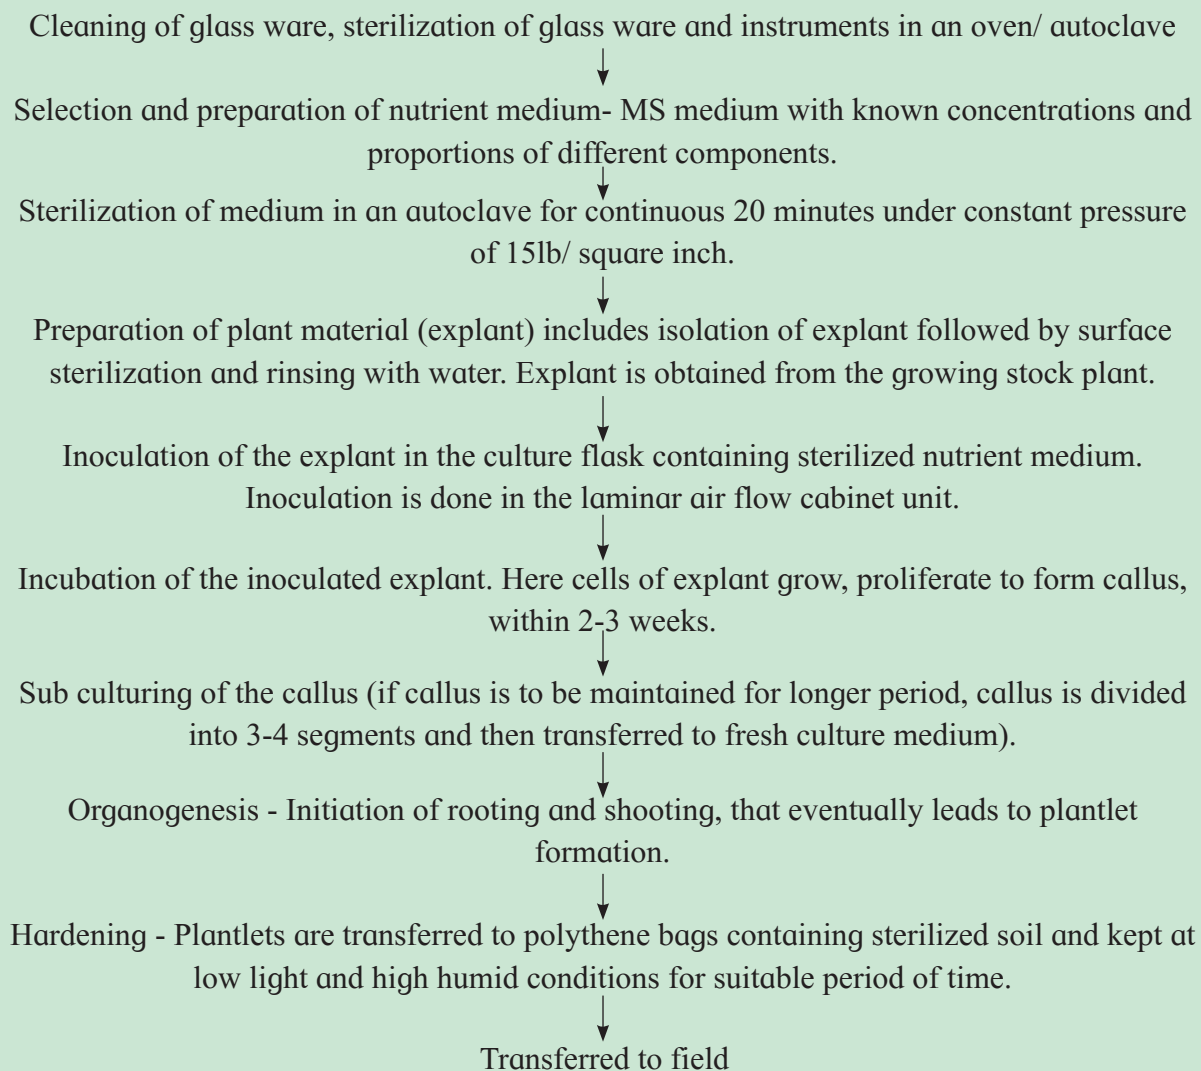 Cleaning of glass ware, sterilization of glass ware and instruments in an oven/ autoclave
Selection and preparation of nutrient medium- MS medium with known concentrations and
proportions of different components.
Sterilization of medium in an autoclave for continuous 20 minutes under constant pressure
of 15lb/ square inch.
Preparation of plant material (explant) includes isolation of explant followed by surface
sterilization and rinsing with water. Explant is obtained from the growing stock plant.
Inoculation of the explant in the culture flask containing sterilized nutrient medium.
Inoculation is done in the laminar air flow cabinet unit.
Incubation of the inoculated explant. Here cells of explant grow, proliferate to form callus,
within 2-3 weeks.
Sub culturing of the callus (if callus is to be maintained for longer period, callus is divided
into 3-4 segments and then transferred to fresh culture medium).
Organogenesis - Initiation of rooting and shooting, that eventually leads to plantlet
formation.
Hardening - Plantlets are transferred to polythene bags containing sterilized soil and kept at
low light and high humid conditions for suitable period of time.
Transferred to field